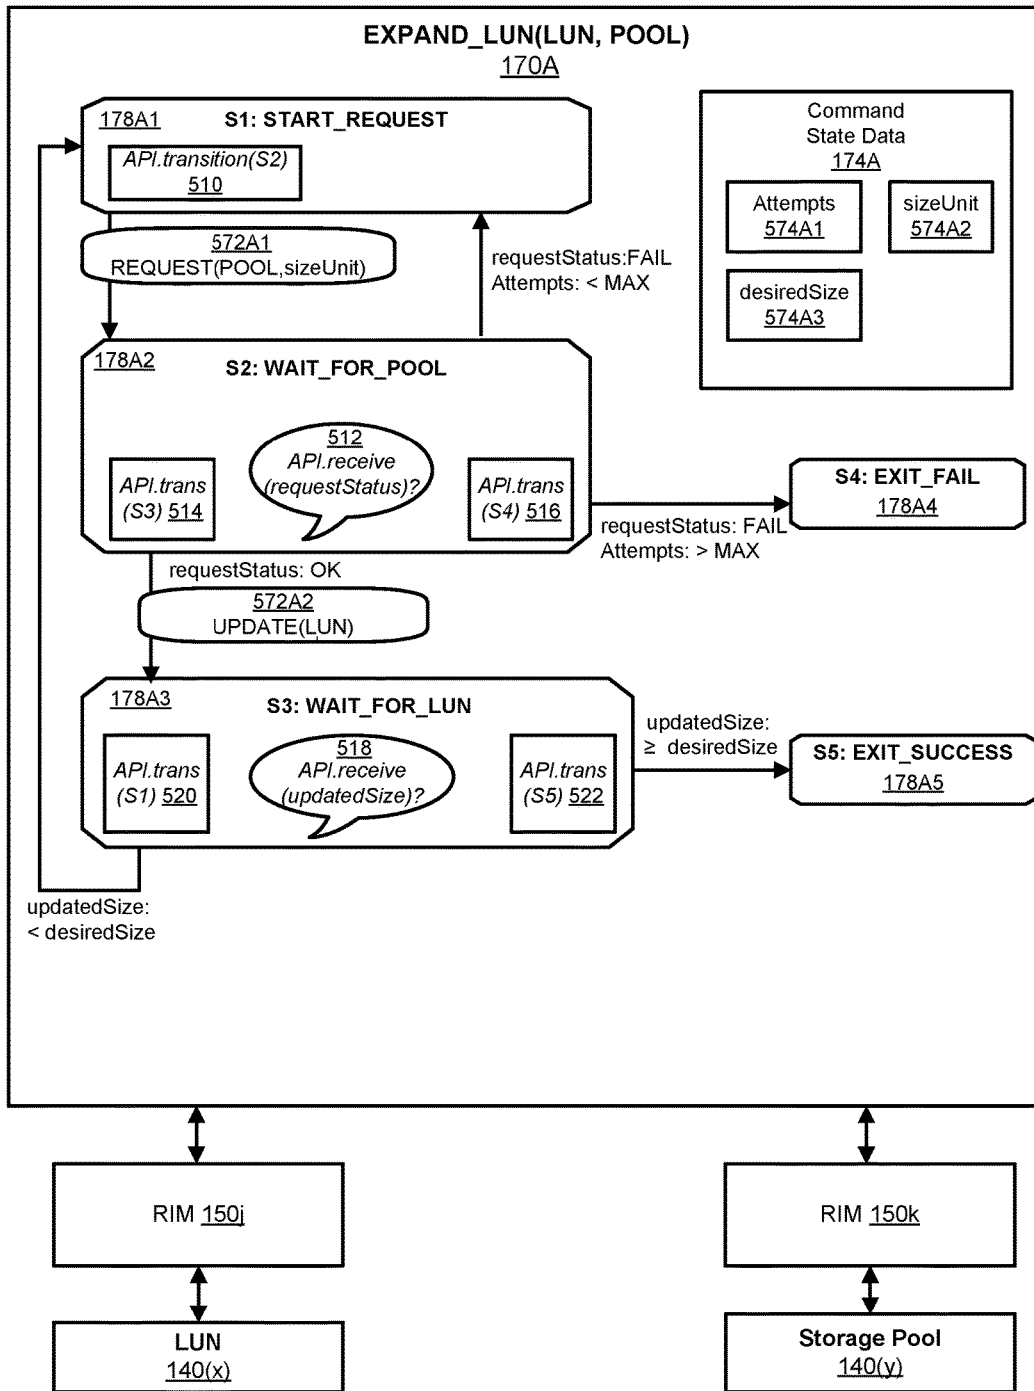 EXPAND_LUN(LUN, POOL)
170A
178A1
S1: START_REQUEST
API.transition(S2)
510
572A1
REQUEST(POOL,sizeUnit)
requestStatus:FAIL
Attempts: < MAX
Command
State Data
174A
Attempts
574A1
sizeUnit
574A2
desiredSize
574A3
178A2
S2: WAIT_FOR_POOL
API.trans
(S3) 514
512
API.receive
(requestStatus)?
API.trans
(S4) 516
requestStatus: FAIL
Attempts: > MAX
S4: EXIT_FAIL
178A4
requestStatus: OK
572A2
UPDATE(LUN)
178A3
S3: WAIT_FOR_LUN
API.trans
(S1) 520
518
API.receive
(updatedSize)?
API.trans
(S5) 522
updatedSize:
≥ desiredSize
S5: EXIT_SUCCESS
178A5
updatedSize:
< desiredSize
RIM 150j
RIM 150k
LUN
140(x)
Storage Pool
140(y)